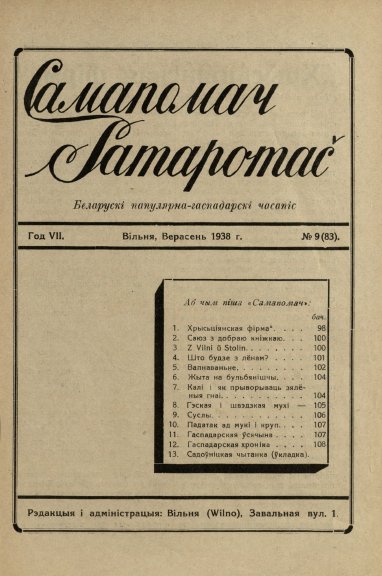 Самапомач
Samapomač
Беларускі папулярна-гаспадарскі часапіс
Год VII.
Вільня, Верасень 1938 г.
№ 9 (83).
Аб чым піша «Самапомач»:
бач.
1. Хрысьціянская фірма". . . . . 98
2. Саюз з добраю кніжкаю. . . . 100
3. Z Vilni ŭ Stolin. . . . . . . . . 100
4. Што будзе з лёнам? . . . . . 101
5. Вапнаваньне. . . . . . . . . . 102
6. Жыта на бульбянішчы. . . . . 104
7. Калі і як прыворываць зялё-
ныя гнаі. . . . . . . . . . . . 104
8. Гэская і швэдзкая мухі — 105
9. Суслы. . . . . . . . . . . . 106
10. Падатак ад мукі і круп. . . . 107
11. Гаспадарская ўсячына . . . . 107
12. Гаспадарская хроніка . . . . 108
13. Садоўніцкая чытанка (ўкладка).
Рэдакцыя і адміністрацыя: Вільня (Wilno), Завальная вул. 1.